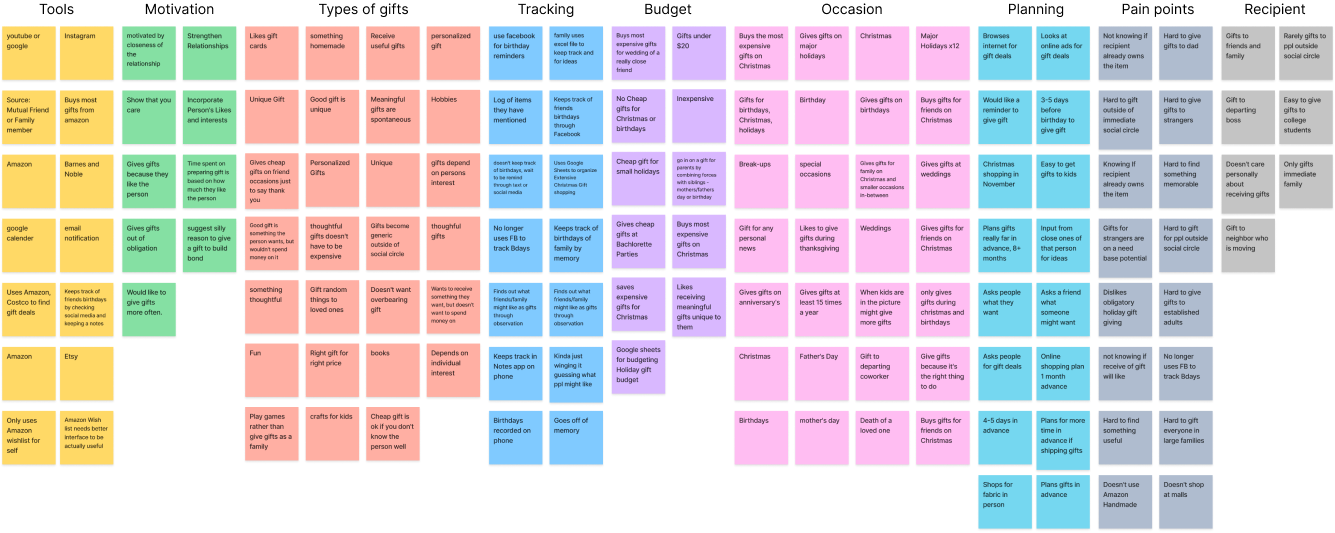 Tools
youtube or
google
Instagram
Source:
Mutual Friend
or Family
member
Buys most
gifts from
amazon
Amazon
Barnes and
Noble
google
calender
email
notification
Uses Amazon,
Costco to find
gift deals
Keeps track of
friends birthdays
by checking
social media and
keeping a notes
Amazon
Etsy
Only uses
Amazon
wishlist for
self
Amazon Wish
list needs better
interface to be
actually useful
Motivation
motivated by
closeness of
the
relationship
Strengthen
Relationships
Show that you
care
Incorporate
Person's Likes
and interests
Gives gifts
because they
like the
person
Time spent on
preparing gift is
based on how
much they like
the person
Gives gifts
out of
obligation
suggest silly
reason to give
a gift to build
bond
Would like to
give gifts
more often.
Types of gifts
Likes gift
cards
something
homemade
Receive
useful gifts
personalized
gift
Unique Gift
Good gift is
unique
Meaningful
gifts are
spontaneous
Hobbies
Gives cheap
gifts on friend
occasions just
to say thank
you
Personalized
Gifts
Unique
gifts depend
on persons
interest
Good gift is
something the
person wants, but
wouldn't spend
money on it
thoughtful
gifts doesn't
have to be
expensive
Gifts become
generic
outside of
social circle
thoughtful
gifts
something
thoughtful
Gift random
things to
loved ones
Doesn't want
overbearing
gift
Wants to receive
something they
want, but doesn't
want to spend
money on
Fun
Right gift for
right price
books
Depends on
individual
interest
Play games
rather than
give gifts as a
family
crafts for kids
Cheap gift is
ok if you don't
know the
person well
Tracking
use facebook
for birthday
reminders
family uses
excel file to
keep track and
for ideas
Log of items
they have
mentioned
Keeps track of
friends
birthdays
through
Facebook
doesn't keep track
of birthdays, wait
to be remind
through text or
social media
Uses Google
Sheets to organize
Extensive
Christmas Gift
shopping
No longer
uses FB to
track Bdays
Keeps track
of birthdays
of family by
memory
Finds out what
friends/family
might like as gifts
through
observation
Finds out what
friends/family
might like as gifts
through
observation
Keeps track in
Notes app on
phone
Kinda just
winging it
guessing what
ppl might like
Birthdays
recorded on
phone
Goes off of
memory
Budget
Buys most
expensive gifts
for wedding of a
really close
friend
Gifts under
$20
No Cheap
gifts for
Christmas or
birthdays
Inexpensive
Cheap gift for
small holidays
go in on a gift for
parents by
combining forces
with siblings -
mothers/fathers
day or birthday
Gives cheap
gifts at
Bachlorette
Parties
Buys most
expensive
gifts on
Christmas
saves
expensive
gifts for
Christmas
Likes
receiving
meaningful
gifts unique to
them
Google sheets
for budgeting
Holiday gift
budget
Occasion
Buys the most
expensive
gifts on
Christmas
Gives gifts on
major
holidays
Christmas
Major
Holidays x12
Gifts for
birthdays,
Christmas,
holidays
Birthday
Gives gifts on
birthdays
Buys gifts for
friends on
Christmas
Break-ups
special
occasions
Gives gifts for
family on
Christmas and
smaller occasions
in-between
Gives gifts at
weddings
Gift for any
personal
news
Likes to give
gifts during
thanksgiving
Weddings
Gives gifts for
friends on
Christmas
Gives gifts on
anniversary's
Gives gifts at
least 15 times
a year
When kids are
in the picture
might give
more gifts
only gives
gifts during
christmas and
birthdays
Christmas
Father's Day
Gift to
departing
coworker
Give gifts
because it's
the right thing
to do
Birthdays
mother's day
Death of a
loved one
Buys gifts for
friends on
Christmas
Planning
Browses
internet for
gift deals
Looks at
online ads for
gift deals
Would like a
reminder to
give gift
3-5 days
before
birthday to
give gift
Christmas
shopping in
November
Easy to get
gifts to kids
Plans gifts
really far in
advance, 8+
months
Input from
close ones of
that person
for ideas
Asks people
what they
want
Asks a friend
what
someone
might want
Asks people
for gift deals
Online
shopping plan
1 month
advance
4-5 days in
advance
Plans for more
time in
advance if
shipping gifts
Shops for
fabric in
person
Plans gifts in
advance
Pain points
Not knowing if
recipient
already owns
the item
Hard to give
gifts to dad
Hard to gift
outside of
immediate
social circle
Hard to give
gifts to
strangers
Knowing If
recipient
already owns
the item
Hard to find
something
memorable
Gifts for
strangers are
on a need
base potential
Hard to gift
for ppl outside
social circle
Dislikes
obligatory
holiday gift
giving
Hard to give
gifts to
established
adults
not knowing if
receive of gift
will like
No longer
uses FB to
track Bdays
Hard to find
something
useful
Hard to gift
everyone in
large families
Doesn't use
Amazon
Handmade
Doesn't shop
at malls
Recipient
Gifts to
friends and
family
Rarely gifts to
ppl outside
social circle
Gift to
departing
boss
Easy to give
gifts to
college
students
Doesn't care
personally
about
receiving gifts
Only gifts
immediate
family
Gift to
neighbor who
is moving